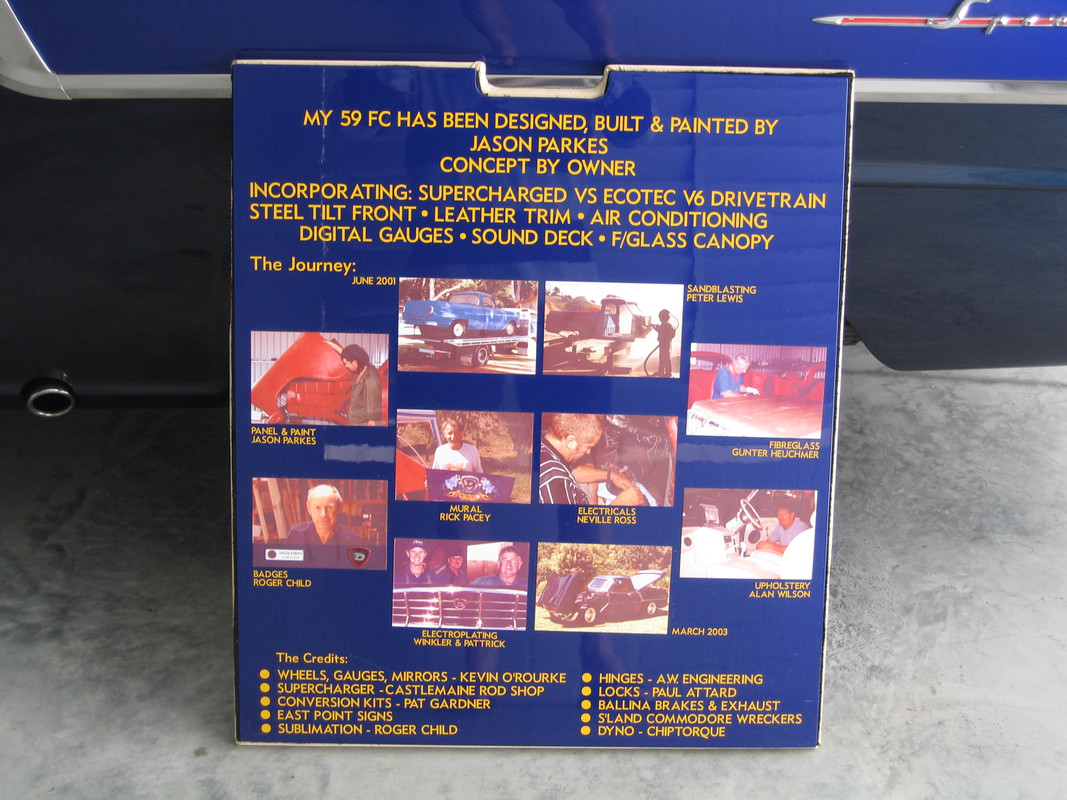 MY 59 FC HAS BEEN DESIGNED, BUILT & PAINTED BY
JASON PARKES
CONCEPT BY OWNER
INCORPORATING: SUPERCHARGED VS ECOTEC V6 DRIVETRAIN
STEEL TILT FRONT • LEATHER TRIM • AIR CONDITIONING
DIGITAL GAUGES • SOUND DECK • F/GLASS CANOPY
The Journey:
JUNE 2001
SANDBLASTING
PETER LEWIS
PANEL & PAINT
JASON PARKES
FIBREGLASS
GUNTER HEUCHMER
MURAL
RICK PACEY
ELECTRICALS
NEVILLE ROSS
HOLDEN
BADGES
ROGER CHILD
UPHOLSTERY
ALAN WILSON
ELECTROPLATING
WINKLER & PATTRICK
MARCH 2003
The Credits:
● WHEELS, GAUGES, MIRRORS - KEVIN O'ROURKE
● SUPERCHARGER - CASTLEMAINE ROD SHOP
● CONVERSION KITS - PAT GARDNER
● EAST POINT SIGNS
● SUBLIMATION - ROGER CHILD
● HINGES - A.W. ENGINEERING
● LOCKS - PAUL ATTARD
● BALLINA BRAKES & EXHAUST
● S'LAND COMMODORE WRECKERS
● DYNO - CHIPTORQUE